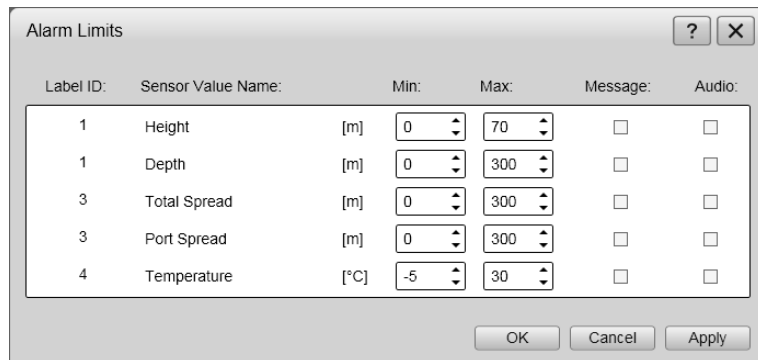 Alarm Limits ?
Label ID: Sensor Value Name: Min: Max: Message: Audio:
1 Height [m] 0 70
1 Depth [m] 0 300
3 Total Spread [m] 0 300
3 Port Spread [m] 0 300
4 Temperature [°C] -5 30
OK Cancel Apply